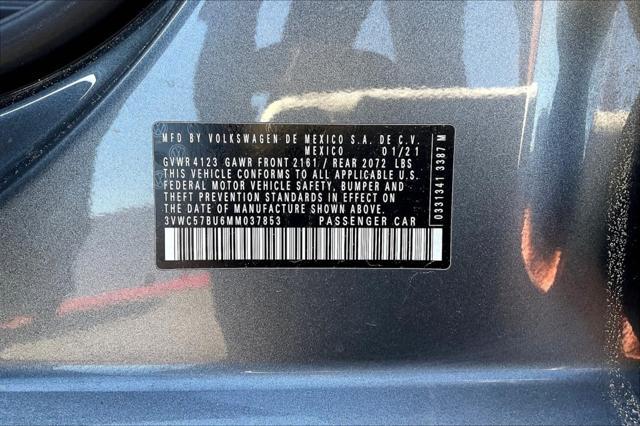 MFD BY VOLKSWAGEN DE MEXICO S.A. DE C.V.
MEXICO 01/21
GVWR 4123 GAWR FRONT 2161 / REAR 2072 LBS
THIS VEHICLE CONFORMS TO ALL APPLICABLE U.S.
FEDERAL MOTOR VEHICLE SAFETY, BUMPER AND
THEFT PREVENTION STANDARDS IN EFFECT ON
THE DATE OF MANUFACTURE SHOWN ABOVE.
3VWC57BU6MM037853 PASSENGER CAR
0331341 3387 M